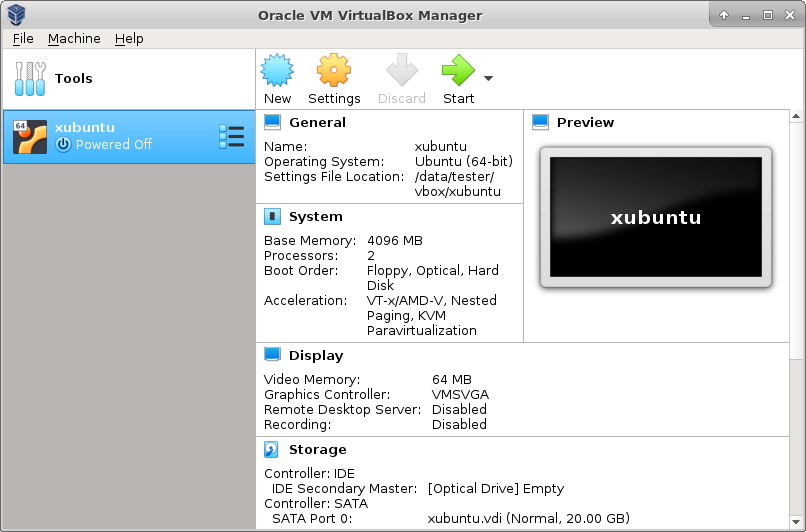 Oracle VM VirtualBox Manager
File Machine Help
Tools
New Settings Discard Start
64
xubuntu
Powered Off
General
Name: xubuntu
Operating System: Ubuntu (64-bit)
Settings File Location: /data/tester/
vbox/xubuntu
Preview
xubuntu
System
Base Memory: 4096 MB
Processors: 2
Boot Order: Floppy, Optical, Hard
Disk
Acceleration: VT-x/AMD-V, Nested
Paging, KVM
Paravirtualization
Display
Video Memory: 64 MB
Graphics Controller: VMSVGA
Remote Desktop Server: Disabled
Recording: Disabled
Storage
Controller: IDE
IDE Secondary Master: [Optical Drive] Empty
Controller: SATA
SATA Port 0: xubuntu.vdi (Normal, 20.00 GB)